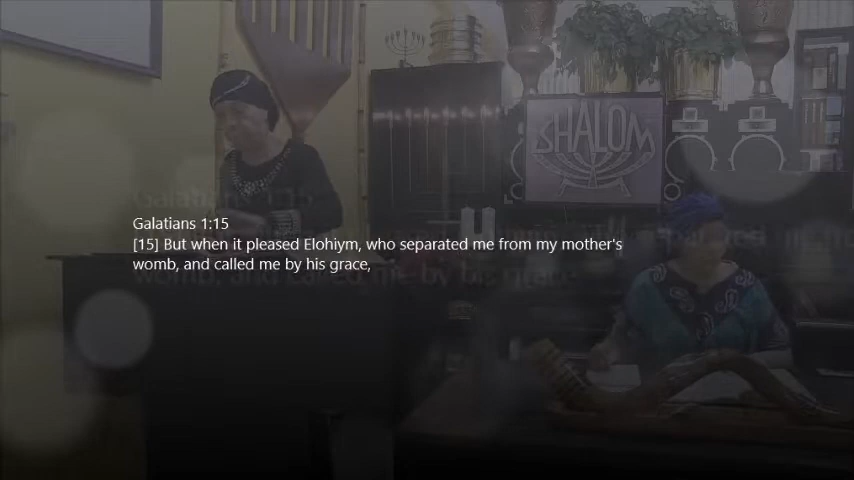 SHALOM
Galatians 1:15
[15] But when it pleased Elohiym, who separated me from my mother's
womb, and called me by his grace,